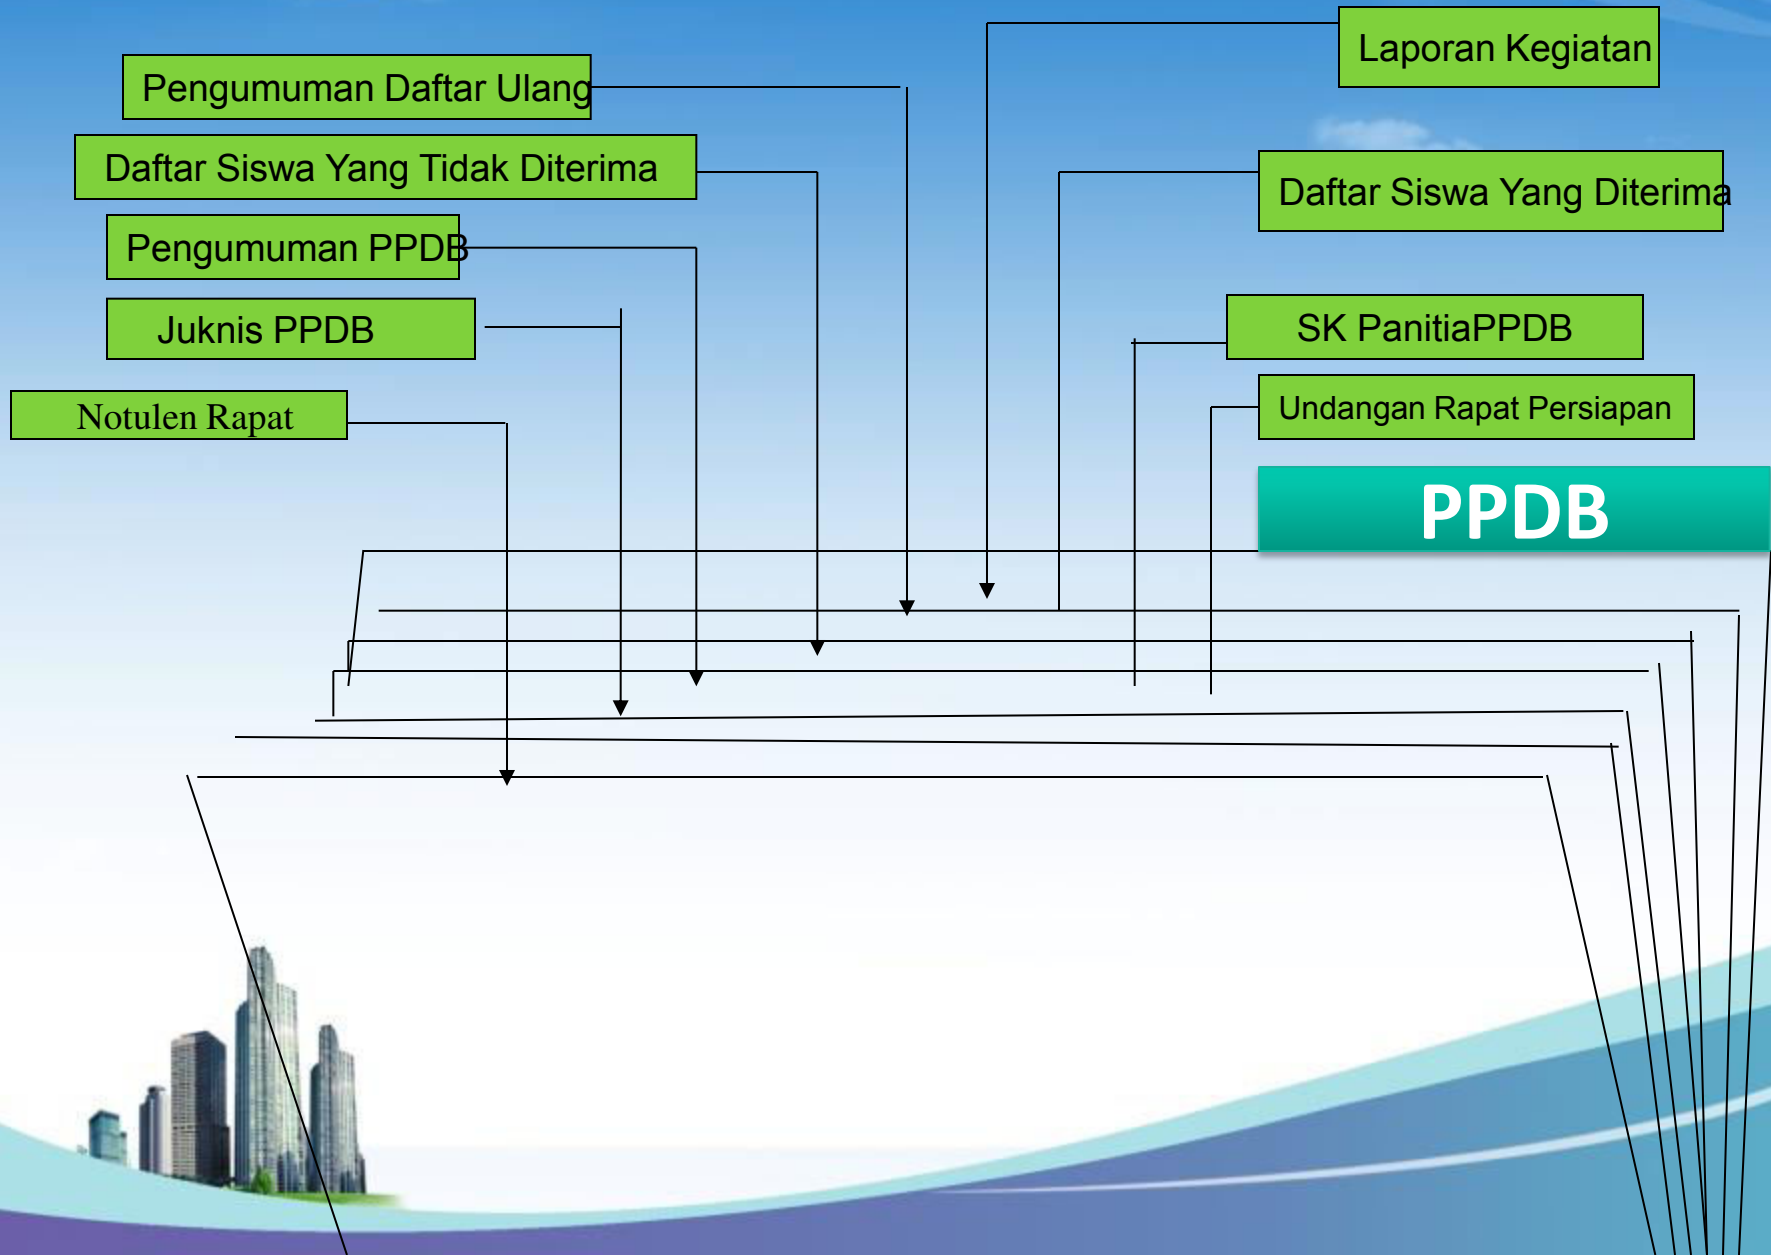 Laporan Kegiatan
Pengumuman Daftar Ulang
Daftar Siswa Yang Tidak Diterima
Daftar Siswa Yang Diterima
Pengumuman PPDB
Juknis PPDB
SK PanitiaPPDB
Notulen Rapat
Undangan Rapat Persiapan
PPDB